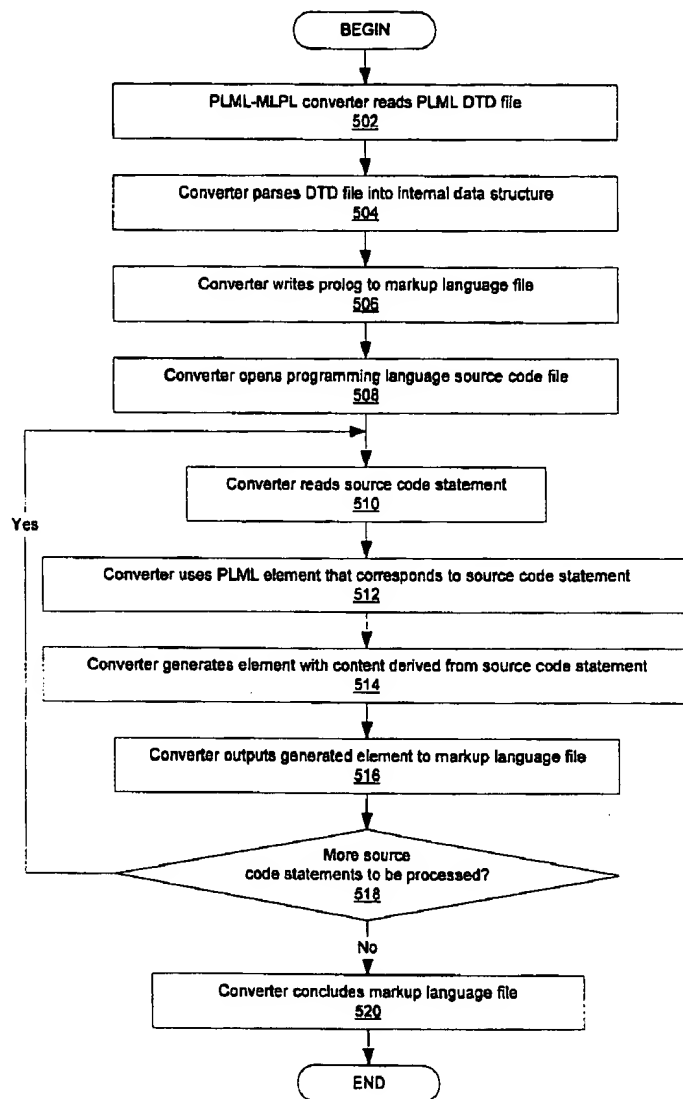 BEGIN
PLML-MLPL converter reads PLML DTD file
502
Converter parses DTD file into internal data structure
504
Converter writes prolog to markup language file
506
Converter opens programming language source code file
508
Converter reads source code statement
510
Yes
Converter uses PLML element that corresponds to source code statement
512
Converter generates element with content derived from source code statement
514
Converter outputs generated element to markup language file
516
More source
code statements to be processed?
518
No
Converter concludes markup language file
520
END